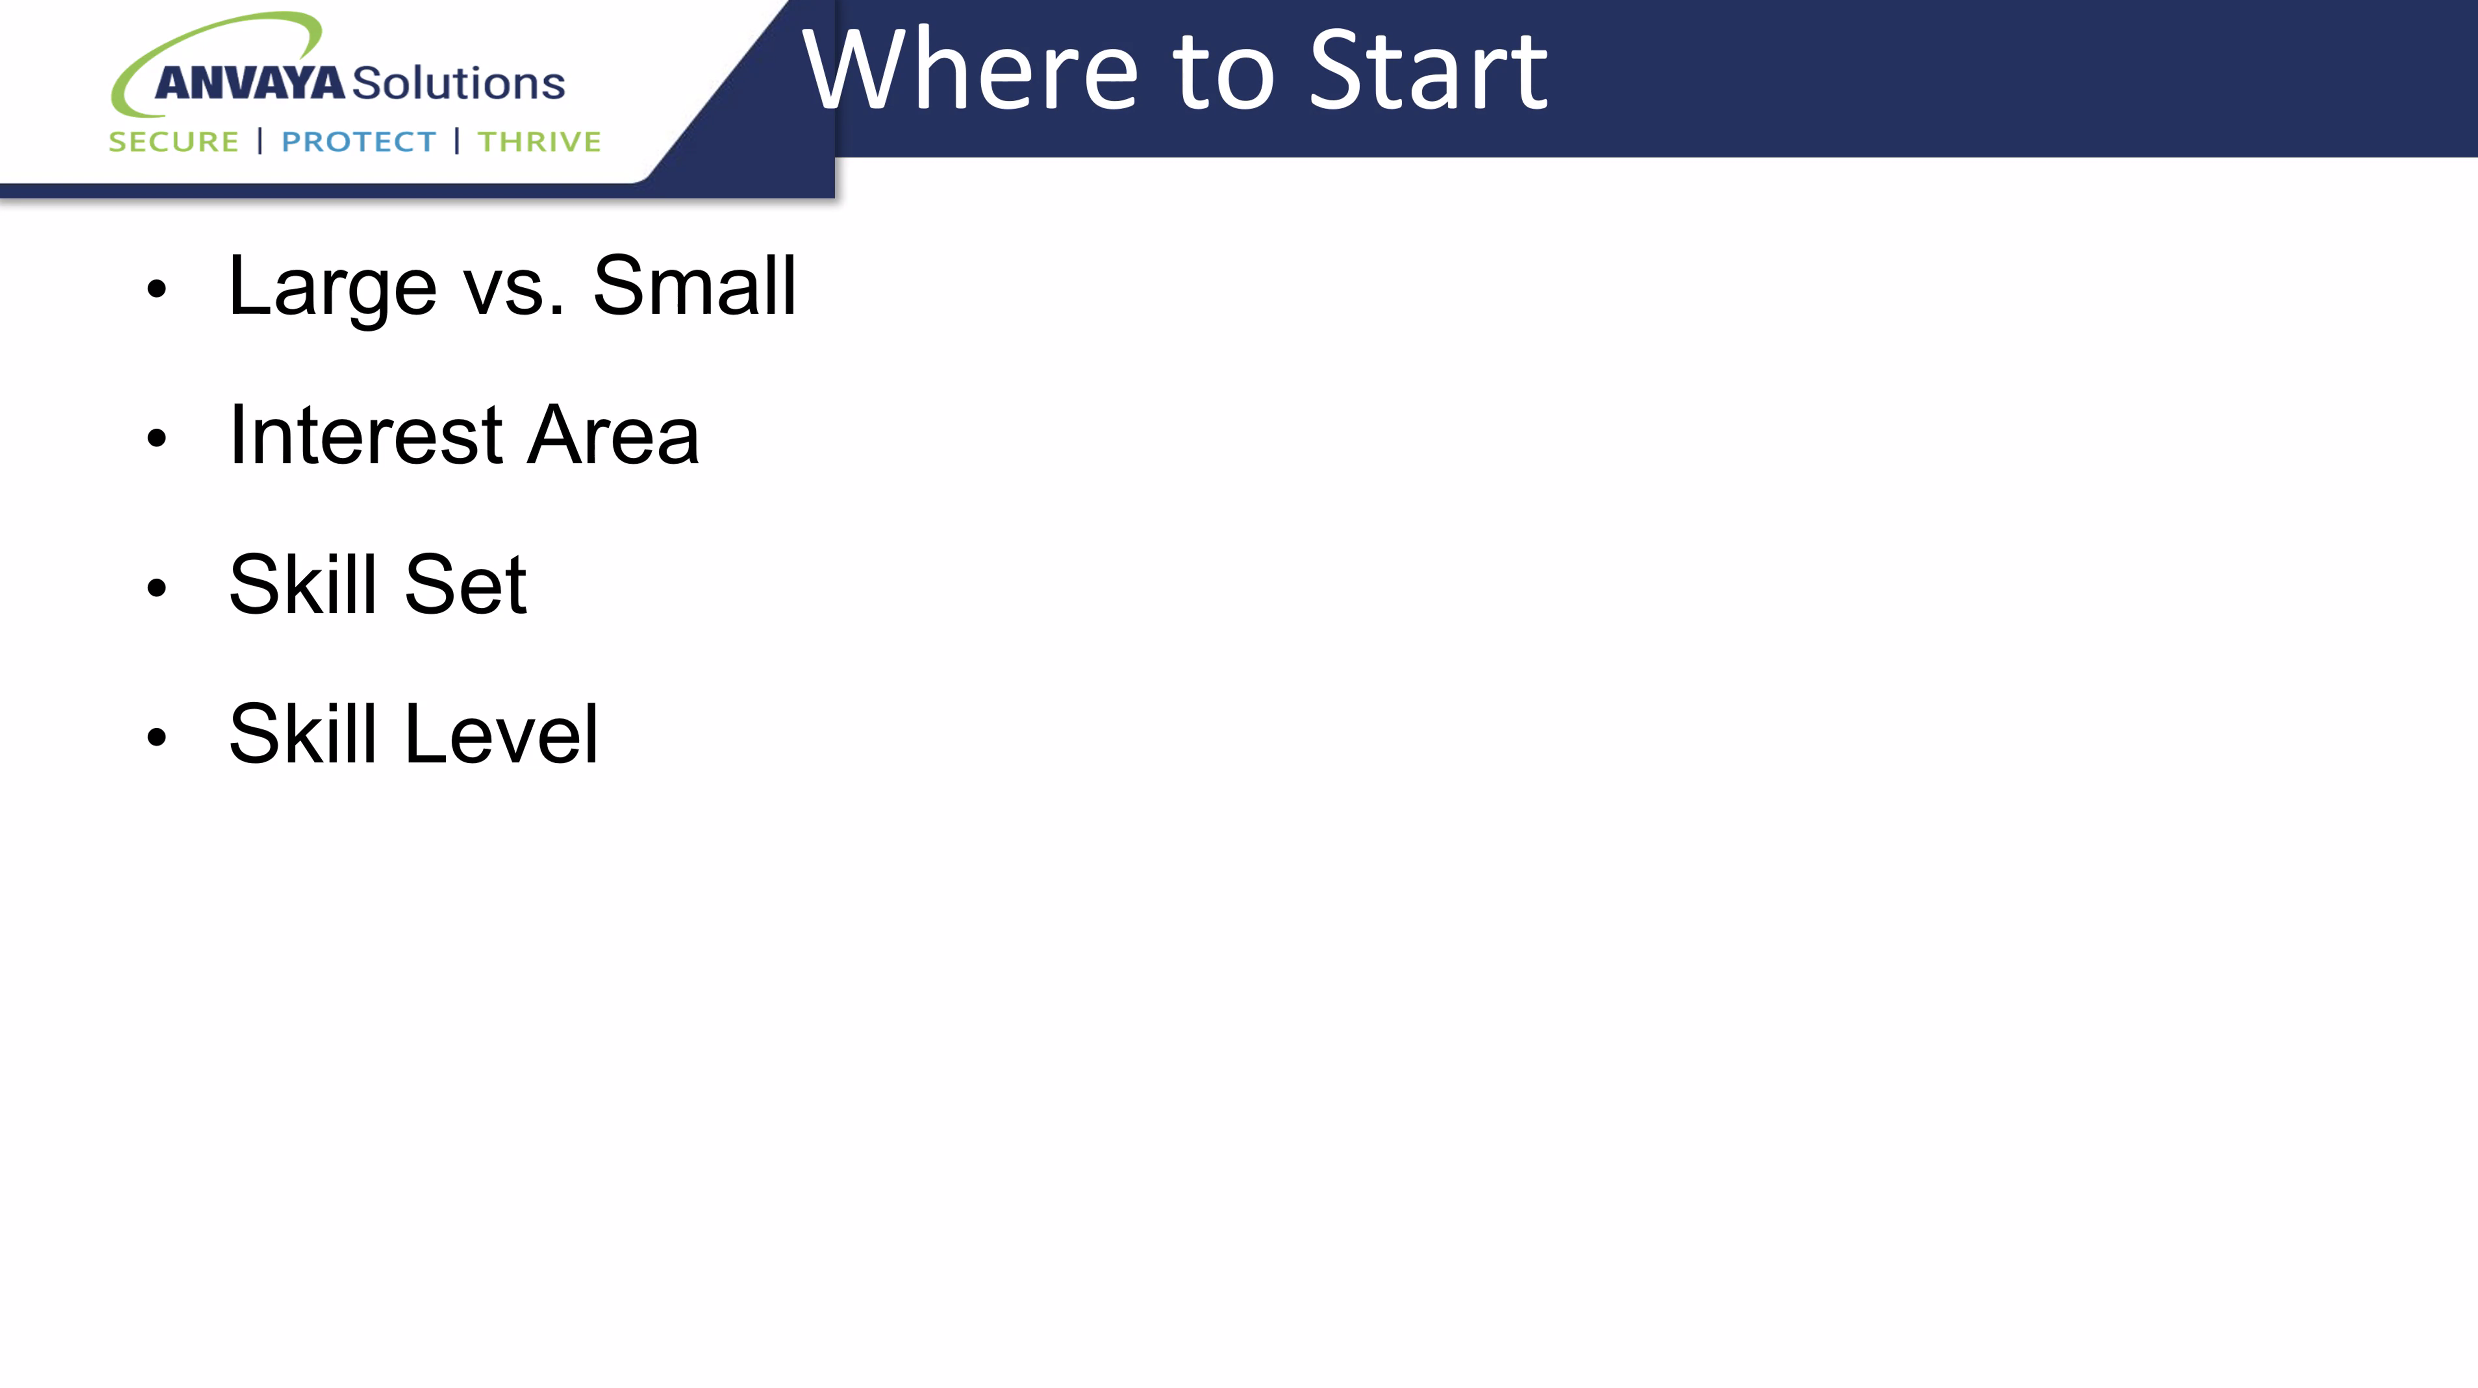 Where to Start
ANVAYA Solutions
SECURE | PROTECT | THRIVE
• Large vs. Small
• Interest Area
• Skill Set
• Skill Level